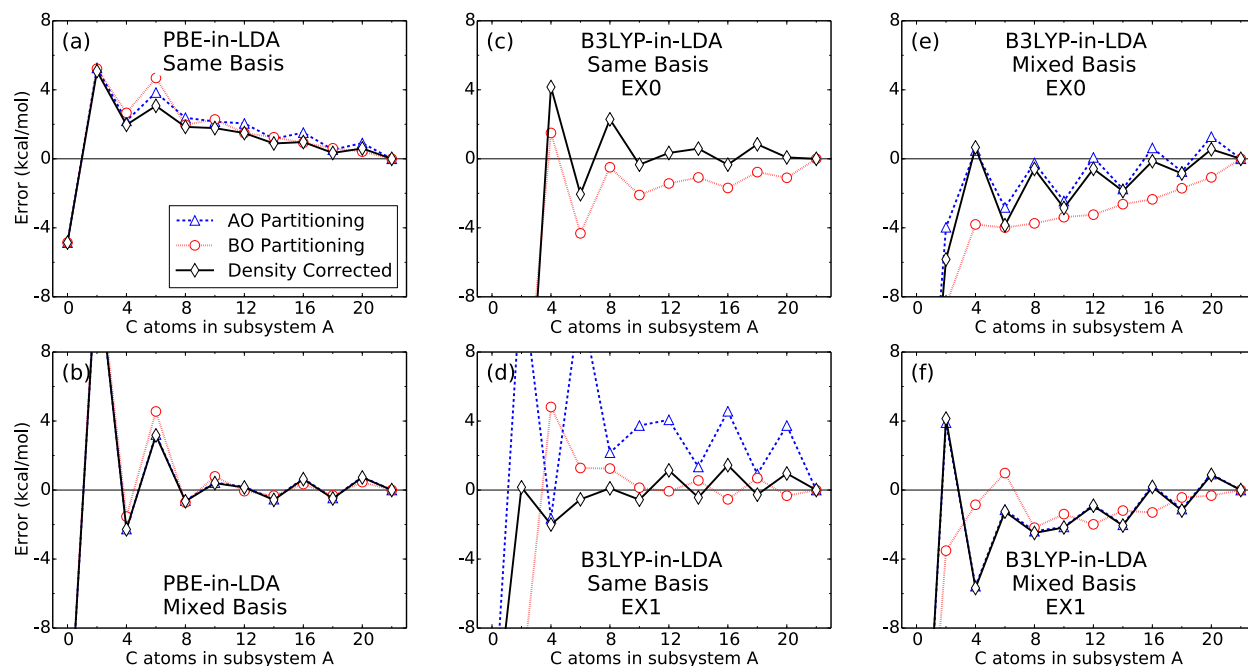 (a)
PBE-in-LDA
Same Basis
8
4
0
-4
-8
Error (kcal/mol)
AO Partitioning
BO Partitioning
Density Corrected
0 4 8 12 16 20
C atoms in subsystem A
(c)
B3LYP-in-LDA
Same Basis
EX0
8
4
0
-4
-8
0 4 8 12 16 20
C atoms in subsystem A
(e)
B3LYP-in-LDA
Mixed Basis
EX0
8
4
0
-4
-8
0 4 8 12 16 20
C atoms in subsystem A
(b)
8
4
0
-4
-8
Error (kcal/mol)
PBE-in-LDA
Mixed Basis
0 4 8 12 16 20
C atoms in subsystem A
(d)
8
4
0
-4
-8
B3LYP-in-LDA
Same Basis
EX1
0 4 8 12 16 20
C atoms in subsystem A
(f)
8
4
0
-4
-8
B3LYP-in-LDA
Mixed Basis
EX1
0 4 8 12 16 20
C atoms in subsystem A